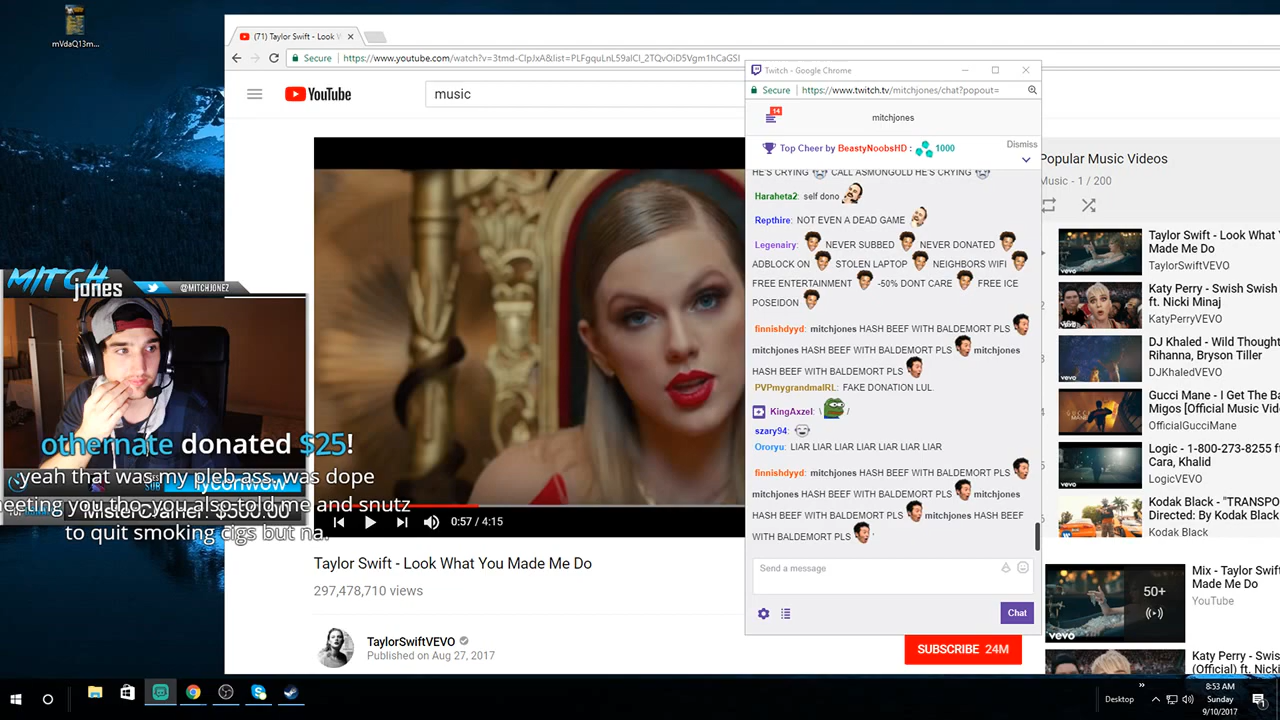 mVdaQ13m...
(71) Taylor Swift - Look W
Secure https://www.youtube.com/watch?v=3tmd-ClpJxA&list=PLFgquLnL59alCl_2TQvOiD5Vgm1hCaGSI
YouTube
music
Twitch - Google Chrome
Secure https://www.twitch.tv/mitchjones/chat?popout=
14
mitchjones
Top Cheer by BeastyNoobsHD : 1000
Dismiss
HE'S CRYING CALL ASMONGOLD HE'S CRYING
Haraheta2: self dono
Repthire: NOT EVEN A DEAD GAME
Legenairy: NEVER SUBBED NEVER DONATED
ADBLOCK ON STOLEN LAPTOP NEIGHBORS WIFI
FREE ENTERTAINMENT -50% DONT CARE FREE ICE
POSEIDON
finnishdyyd: mitchjones HASH BEEF WITH BALDEMORT PLS
mitchjones HASH BEEF WITH BALDEMORT PLS mitchjones
HASH BEEF WITH BALDEMORT PLS
PVPmygrandmaIRL: FAKE DONATION LUL.
KingAxzel: \ /
szary94:
Ororyu: LIAR LIAR LIAR LIAR LIAR LIAR LIAR
finnishdyyd: mitchjones HASH BEEF WITH BALDEMORT PLS
mitchjones HASH BEEF WITH BALDEMORT PLS mitchjones
HASH BEEF WITH BALDEMORT PLS mitchjones HASH BEEF
WITH BALDEMORT PLS '
Send a message
Chat
Popular Music Videos
Music - 1 / 200
Taylor Swift - Look What
Made Me Do
TaylorSwiftVEVO
Katy Perry - Swish Swish
ft. Nicki Minaj
KatyPerryVEVO
DJ Khaled - Wild Thought
Rihanna, Bryson Tiller
DJKhaledVEVO
Gucci Mane - I Get The Ba
Migos [Official Music Vide
OfficialGucciMane
Logic - 1-800-273-8255 f
Cara, Khalid
LogicVEVO
Kodak Black - "TRANSPO
Directed: By Kodak Black
Kodak Black
vevo
50+
Mix - Taylor Swift
Made Me Do
YouTube
Katy Perry - Swis
(Official) ft. Nicki
MITCH
jones
@MITCHJONEZ
othernate donated $25!
yeah that was my pleb ass. was dope
eeting you tho. you also told me and snutz
to quit smoking cigs but na.
0:57 / 4:15
Taylor Swift - Look What You Made Me Do
297,478,710 views
TaylorSwiftVEVO
Published on Aug 27, 2017
SUBSCRIBE 24M
Desktop
8:53 AM
Sunday
9/10/2017